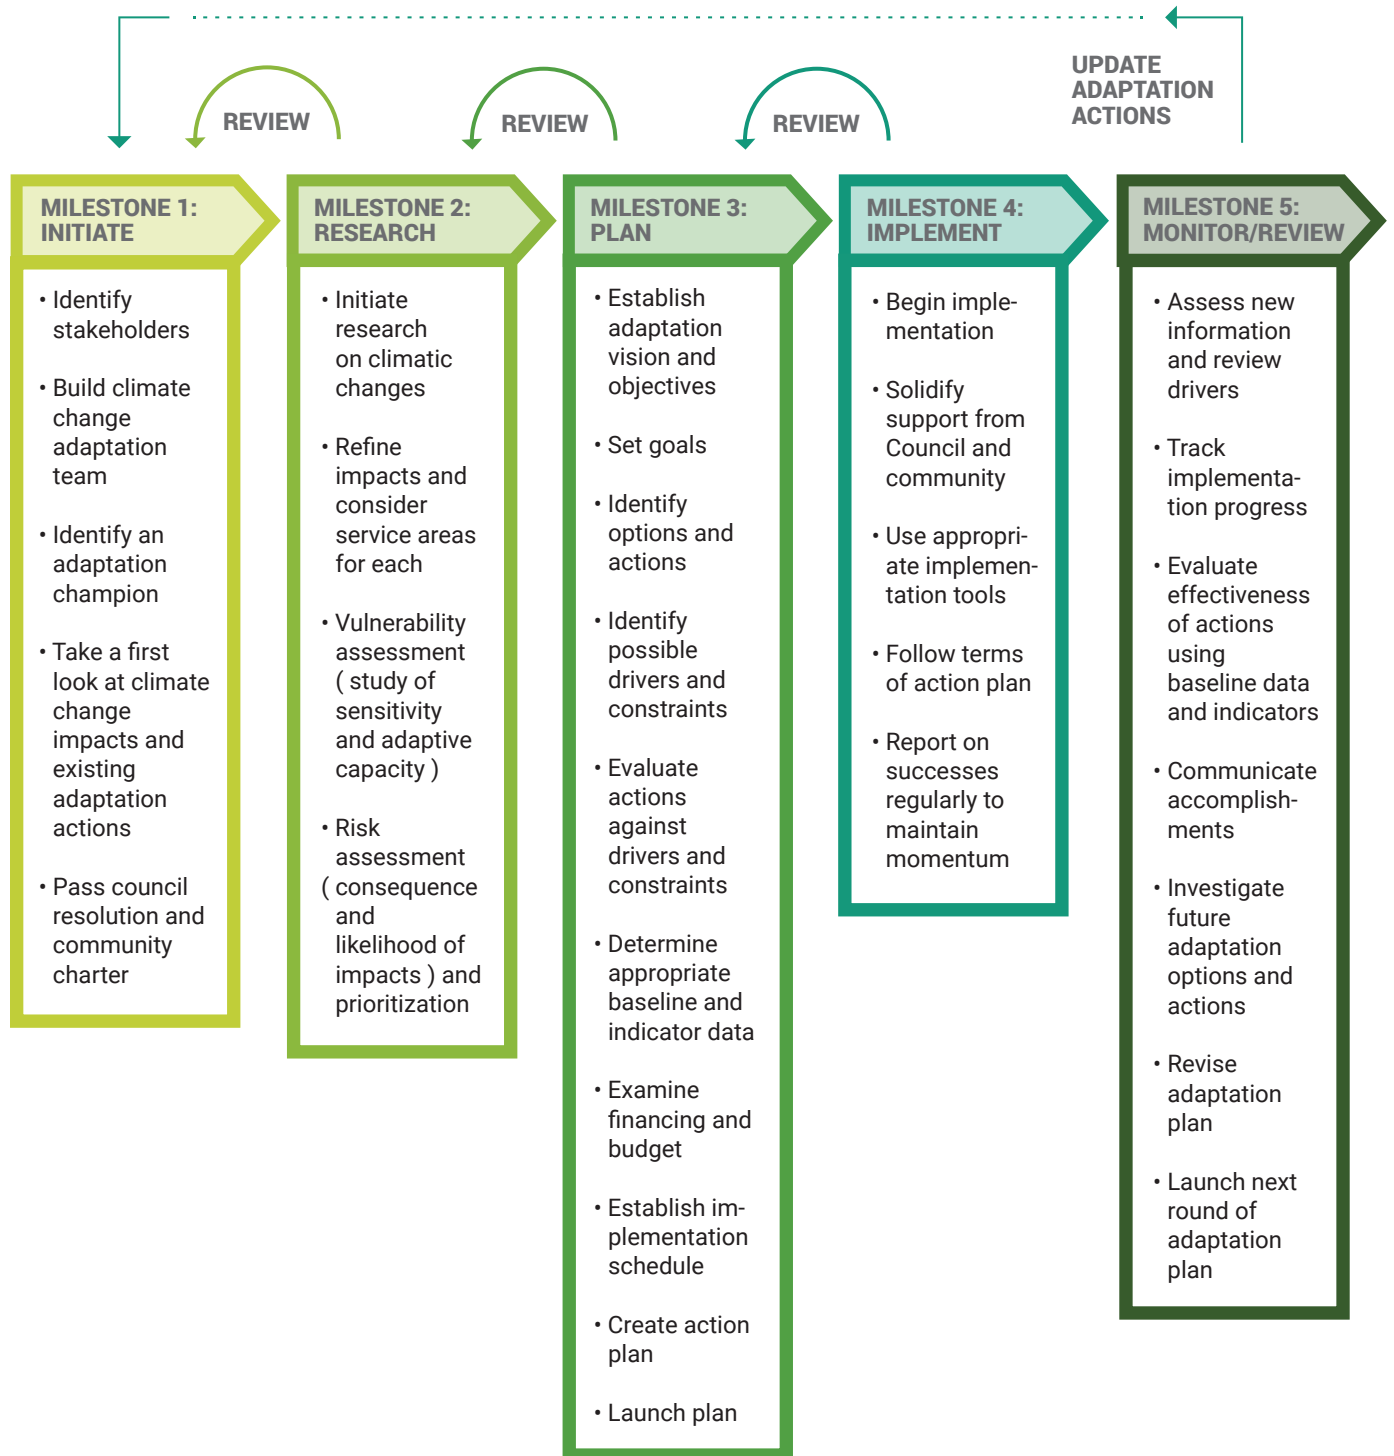 UPDATE
ADAPTATION
ACTIONS
REVIEW
REVIEW
REVIEW
MILESTONE 1:
INITIATE
• Identify
stakeholders
• Build climate
change
adaptation
team
• Identify an
adaptation
champion
• Take a first
look at climate
change
impacts and
existing
adaptation
actions
• Pass council
resolution and
community
charter
MILESTONE 2:
RESEARCH
• Initiate
research
on climatic
changes
• Refine
impacts and
consider
service areas
for each
• Vulnerability
assessment
( study of
sensitivity
and adaptive
capacity )
• Risk
assessment
( consequence
and
likelihood of
impacts ) and
prioritization
MILESTONE 3:
PLAN
• Establish
adaptation
vision and
objectives
• Set goals
• Identify
options and
actions
• Identify
possible
drivers and
constraints
• Evaluate
actions
against
drivers and
constraints
• Determine
appropriate
baseline and
indicator data
• Examine
financing and
budget
• Establish im-
plementation
schedule
• Create action
plan
• Launch plan
MILESTONE 4:
IMPLEMENT
• Begin imple-
mentation
• Solidify
support from
Council and
community
• Use appropri-
ate implemen-
tation tools
• Follow terms
of action plan
• Report on
successes
regularly to
maintain
momentum
MILESTONE 5:
MONITOR/REVIEW
• Assess new
information
and review
drivers
• Track
implementa-
tion progress
• Evaluate
effectiveness
of actions
using
baseline data
and indicators
• Communicate
accomplish-
ments
• Investigate
future
adaptation
options and
actions
• Revise
adaptation
plan
• Launch next
round of
adaptation
plan